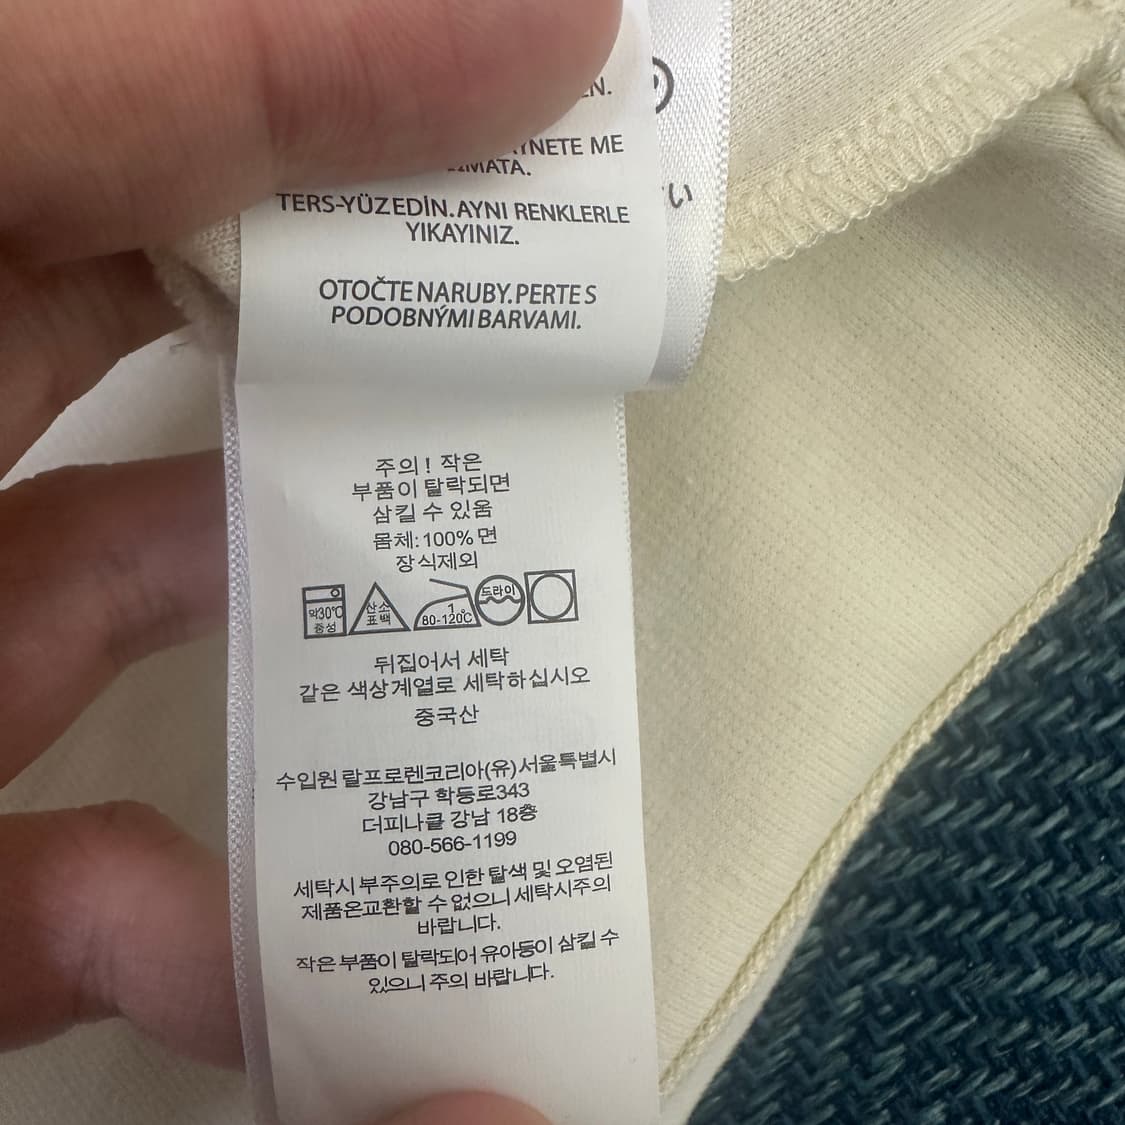 YNETE ME
TERS-YÜZ EDİN. AYNI RENKLERLE
YIKAYINIZ.
OTOČTE NARUBY. PERTE S
PODOBNÝMI BARVAMI.
주의! 작은
부품이 탈락되면
삼킬 수 있음
몸체: 100% 면
장식제외
약30℃
중성
산소
표백
1
80-120℃
드라이
뒤집어서 세탁
같은 색상계열로 세탁하십시오
중국산
수입원 랄프로렌코리아(유)서울특별시
강남구 학동로343
더피나클 강남 18층
080-566-1199
세탁시 부주의로 인한 탈색 및 오염된
제품은교환할 수 없으니 세탁시주의
바랍니다.
작은 부품이 탈락되어 유아동이 삼킬 수
있으니 주의 바랍니다.